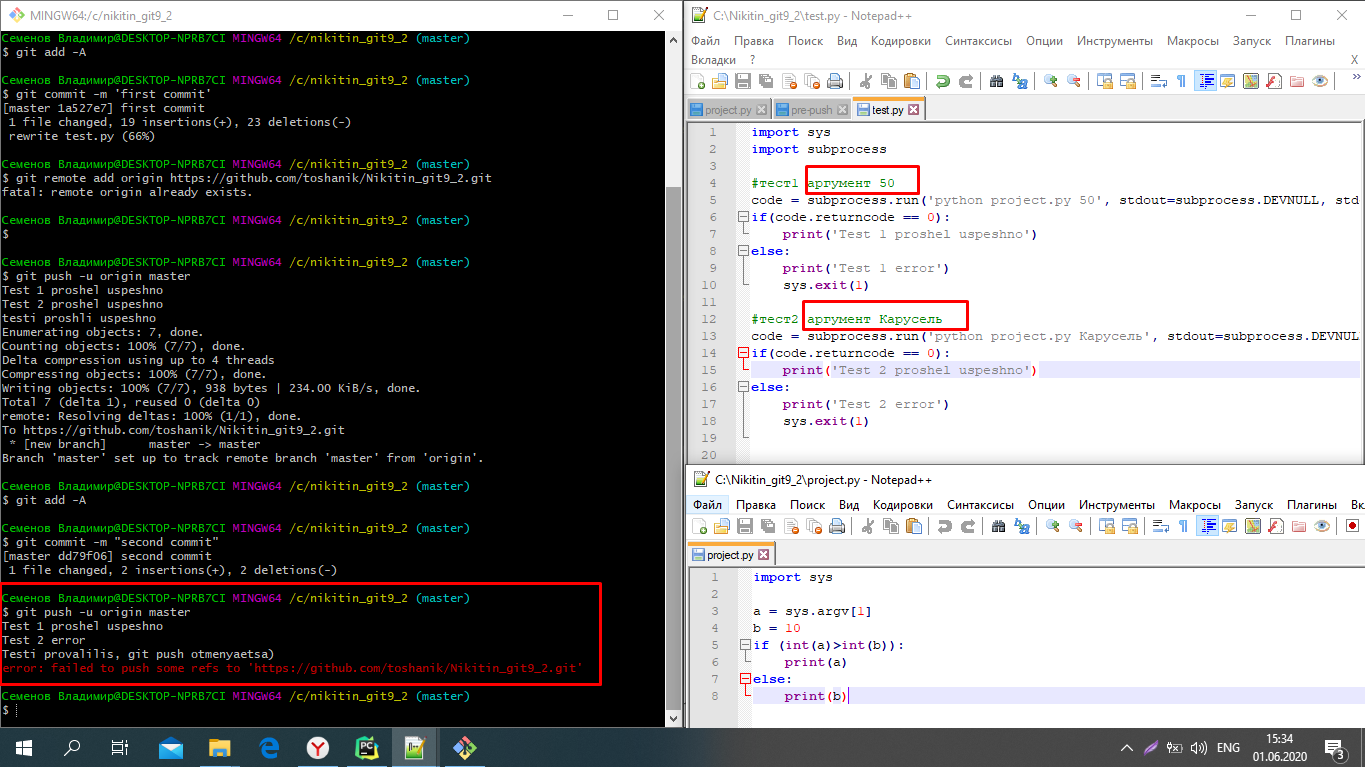 MINGW64:/c/nikitin_git9_2
Семенов Владимир@DESKTOP-NPRB7CI MINGW64 /c/nikitin_git9_2 (master)
$ git add -A
Семенов Владимир@DESKTOP-NPRB7CI MINGW64 /c/nikitin_git9_2 (master)
$ git commit -m 'first commit'
[master 1a527e7] first commit
 1 file changed, 19 insertions(+), 23 deletions(-)
 rewrite test.py (66%)
Семенов Владимир@DESKTOP-NPRB7CI MINGW64 /c/nikitin_git9_2 (master)
$ git remote add origin https://github.com/toshanik/Nikitin_git9_2.git
fatal: remote origin already exists.
Семенов Владимир@DESKTOP-NPRB7CI MINGW64 /c/nikitin_git9_2 (master)
$
Семенов Владимир@DESKTOP-NPRB7CI MINGW64 /c/nikitin_git9_2 (master)
$ git push -u origin master
Test 1 proshel uspeshno
Test 2 proshel uspeshno
testi proshli uspeshno
Enumerating objects: 7, done.
Counting objects: 100% (7/7), done.
Delta compression using up to 4 threads
Compressing objects: 100% (7/7), done.
Writing objects: 100% (7/7), 938 bytes | 234.00 KiB/s, done.
Total 7 (delta 1), reused 0 (delta 0)
remote: Resolving deltas: 100% (1/1), done.
To https://github.com/toshanik/Nikitin_git9_2.git
 * [new branch]      master -> master
Branch 'master' set up to track remote branch 'master' from 'origin'.
Семенов Владимир@DESKTOP-NPRB7CI MINGW64 /c/nikitin_git9_2 (master)
$ git add -A
Семенов Владимир@DESKTOP-NPRB7CI MINGW64 /c/nikitin_git9_2 (master)
$ git commit -m "second commit"
[master dd79f06] second commit
 1 file changed, 2 insertions(+), 2 deletions(-)
Семенов Владимир@DESKTOP-NPRB7CI MINGW64 /c/nikitin_git9_2 (master)
$ git push -u origin master
Test 1 proshel uspeshno
Test 2 error
Testi provalilis, git push otmenyaetsa)
error: failed to push some refs to 'https://github.com/toshanik/Nikitin_git9_2.git'
Семенов Владимир@DESKTOP-NPRB7CI MINGW64 /c/nikitin_git9_2 (master)
$
C:\Nikitin_git9_2\test.py - Notepad++
Файл Правка Поиск Вид Кодировки Синтаксисы Опции Инструменты Макросы Запуск Плагины
Вкладки ? X
project.py pre-push test.py
1 import sys
2 import subprocess
3
4 #тест1 аргумент 50
5 code = subprocess.run('python project.py 50', stdout=subprocess.DEVNULL, std
6 if(code.returncode == 0):
7     print('Test 1 proshel uspeshno')
8 else:
9     print('Test 1 error')
10     sys.exit(1)
11
12 #тест2 аргумент Карусель
13 code = subprocess.run('python project.py Карусель', stdout=subprocess.DEVNUL
14 if(code.returncode == 0):
15     print('Test 2 proshel uspeshno')
16 else:
17     print('Test 2 error')
18     sys.exit(1)
19
20
C:\Nikitin_git9_2\project.py - Notepad++
Файл Правка Поиск Вид Кодировки Синтаксисы Опции Инструменты Макросы Запуск Плагины Вк
project.py
1 import sys
2
3 a = sys.argv[1]
4 b = 10
5 if (int(a)>int(b)):
6     print(a)
7 else:
8     print(b)
ENG
15:34
01.06.2020
3